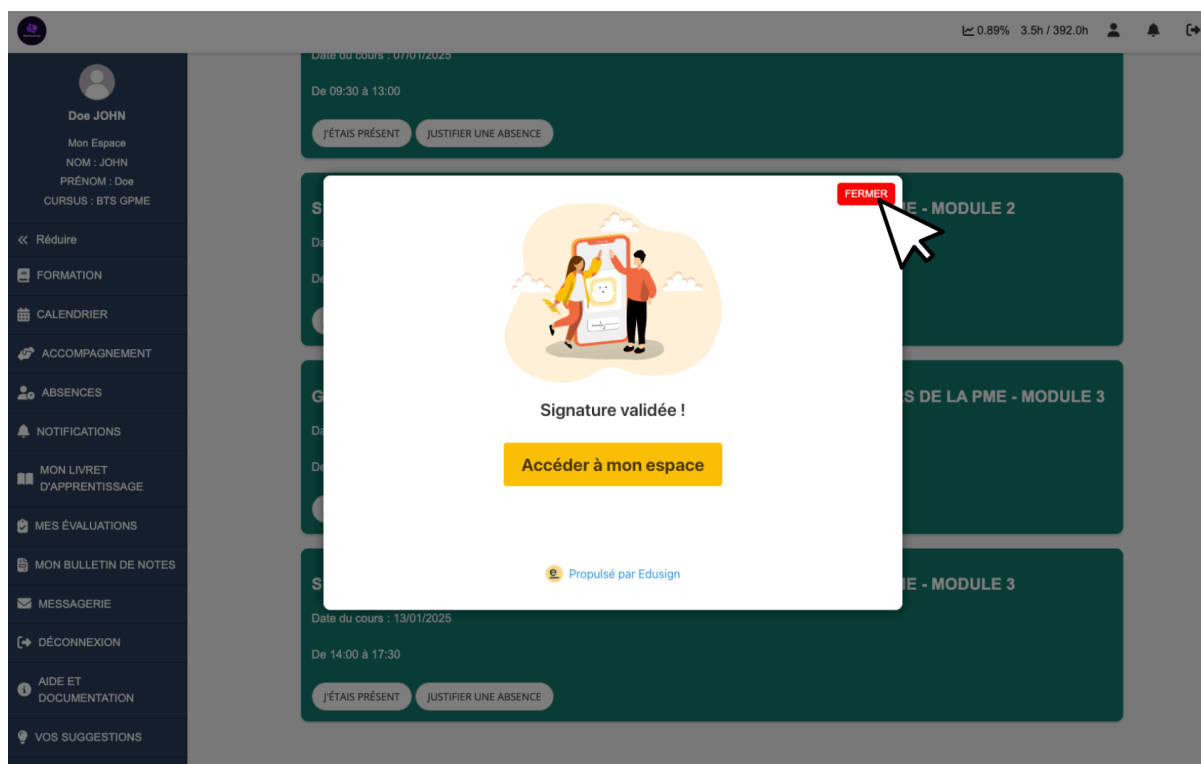 0.89% 3.5h / 392.0h
Doe JOHN
Mon Espace
NOM : JOHN
PRÉNOM : Doe
CURSUS : BTS GPME
Réduire
FORMATION
CALENDRIER
ACCOMPAGNEMENT
ABSENCES
NOTIFICATIONS
MON LIVRET
D'APPRENTISSAGE
MES ÉVALUATIONS
MON BULLETIN DE NOTES
MESSAGERIE
DÉCONNEXION
AIDE ET
DOCUMENTATION
VOS SUGGESTIONS
Date du cours : 07/01/2025
De 09:30 à 13:00
J'ÉTAIS PRÉSENT JUSTIFIER UNE ABSENCE
FERMER
- MODULE 2
Signature validée !
Accéder à mon espace
Propulsé par Edusign
DE LA PME - MODULE 3
- MODULE 3
Date du cours : 13/01/2025
De 14:00 à 17:30
J'ÉTAIS PRÉSENT JUSTIFIER UNE ABSENCE